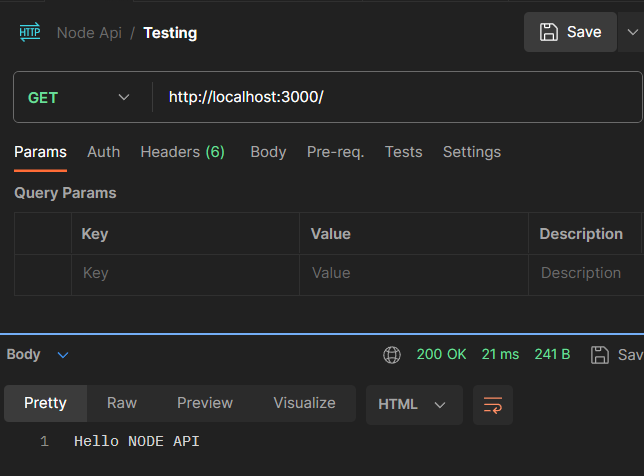 HTTP Node Api / Testing Save
GET http://localhost:3000/
Params Auth Headers (6) Body Pre-req. Tests Settings
Query Params
Key Value Description
Key Value Description
Body 200 OK 21 ms 241 B Sav
Pretty Raw Preview Visualize HTML
1 Hello NODE API